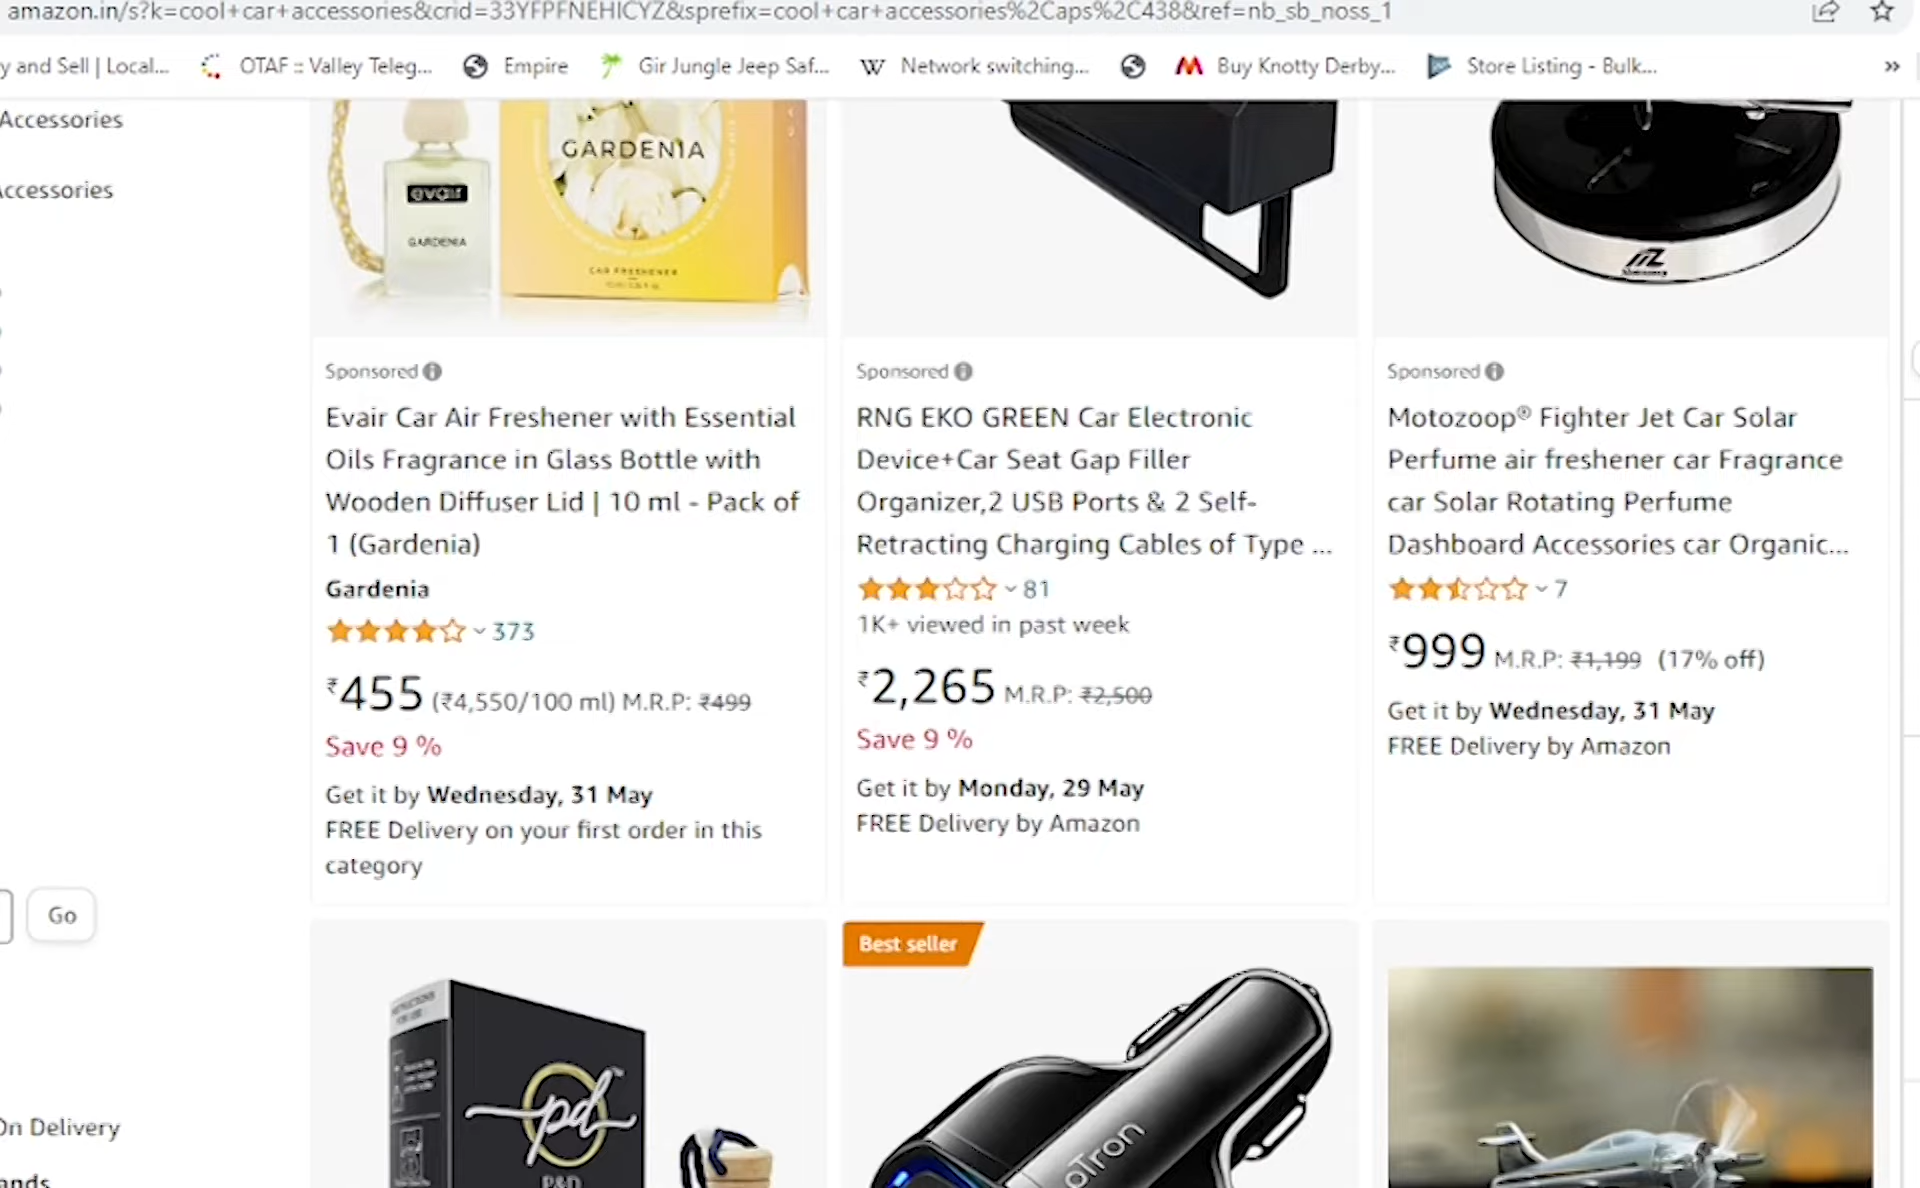 amazon.in/s?k=cool+car+accessories&crid=33YFPFNEHICYZ&sprefix=cool+car+accessories%2Caps%2C438&ref=nb_sb_noss_1
y and Sell | Local... OTAF :: Valley Teleg... Empire Gir Jungle Jeep Saf... W Network switching... Buy Knotty Derby... Store Listing - Bulk... »
Accessories
Accessories
GARDENIA
evair
GARDENIA
CAR FRESHENER
Sponsored
Evair Car Air Freshener with Essential
Oils Fragrance in Glass Bottle with
Wooden Diffuser Lid | 10 ml - Pack of
1 (Gardenia)
Gardenia
373
₹455 (₹4,550/100 ml) M.R.P: ₹499
Save 9 %
Get it by Wednesday, 31 May
FREE Delivery on your first order in this
category
Sponsored
RNG EKO GREEN Car Electronic
Device+Car Seat Gap Filler
Organizer,2 USB Ports & 2 Self-
Retracting Charging Cables of Type ...
81
1K+ viewed in past week
₹2,265 M.R.P: ₹2,500
Save 9 %
Get it by Monday, 29 May
FREE Delivery by Amazon
Sponsored
Motozoop® Fighter Jet Car Solar
Perfume air freshener car Fragrance
car Solar Rotating Perfume
Dashboard Accessories car Organic...
7
₹999 M.R.P: ₹1,199 (17% off)
Get it by Wednesday, 31 May
FREE Delivery by Amazon
Go
On Delivery
ands
pd
P&D
Best seller
oTron